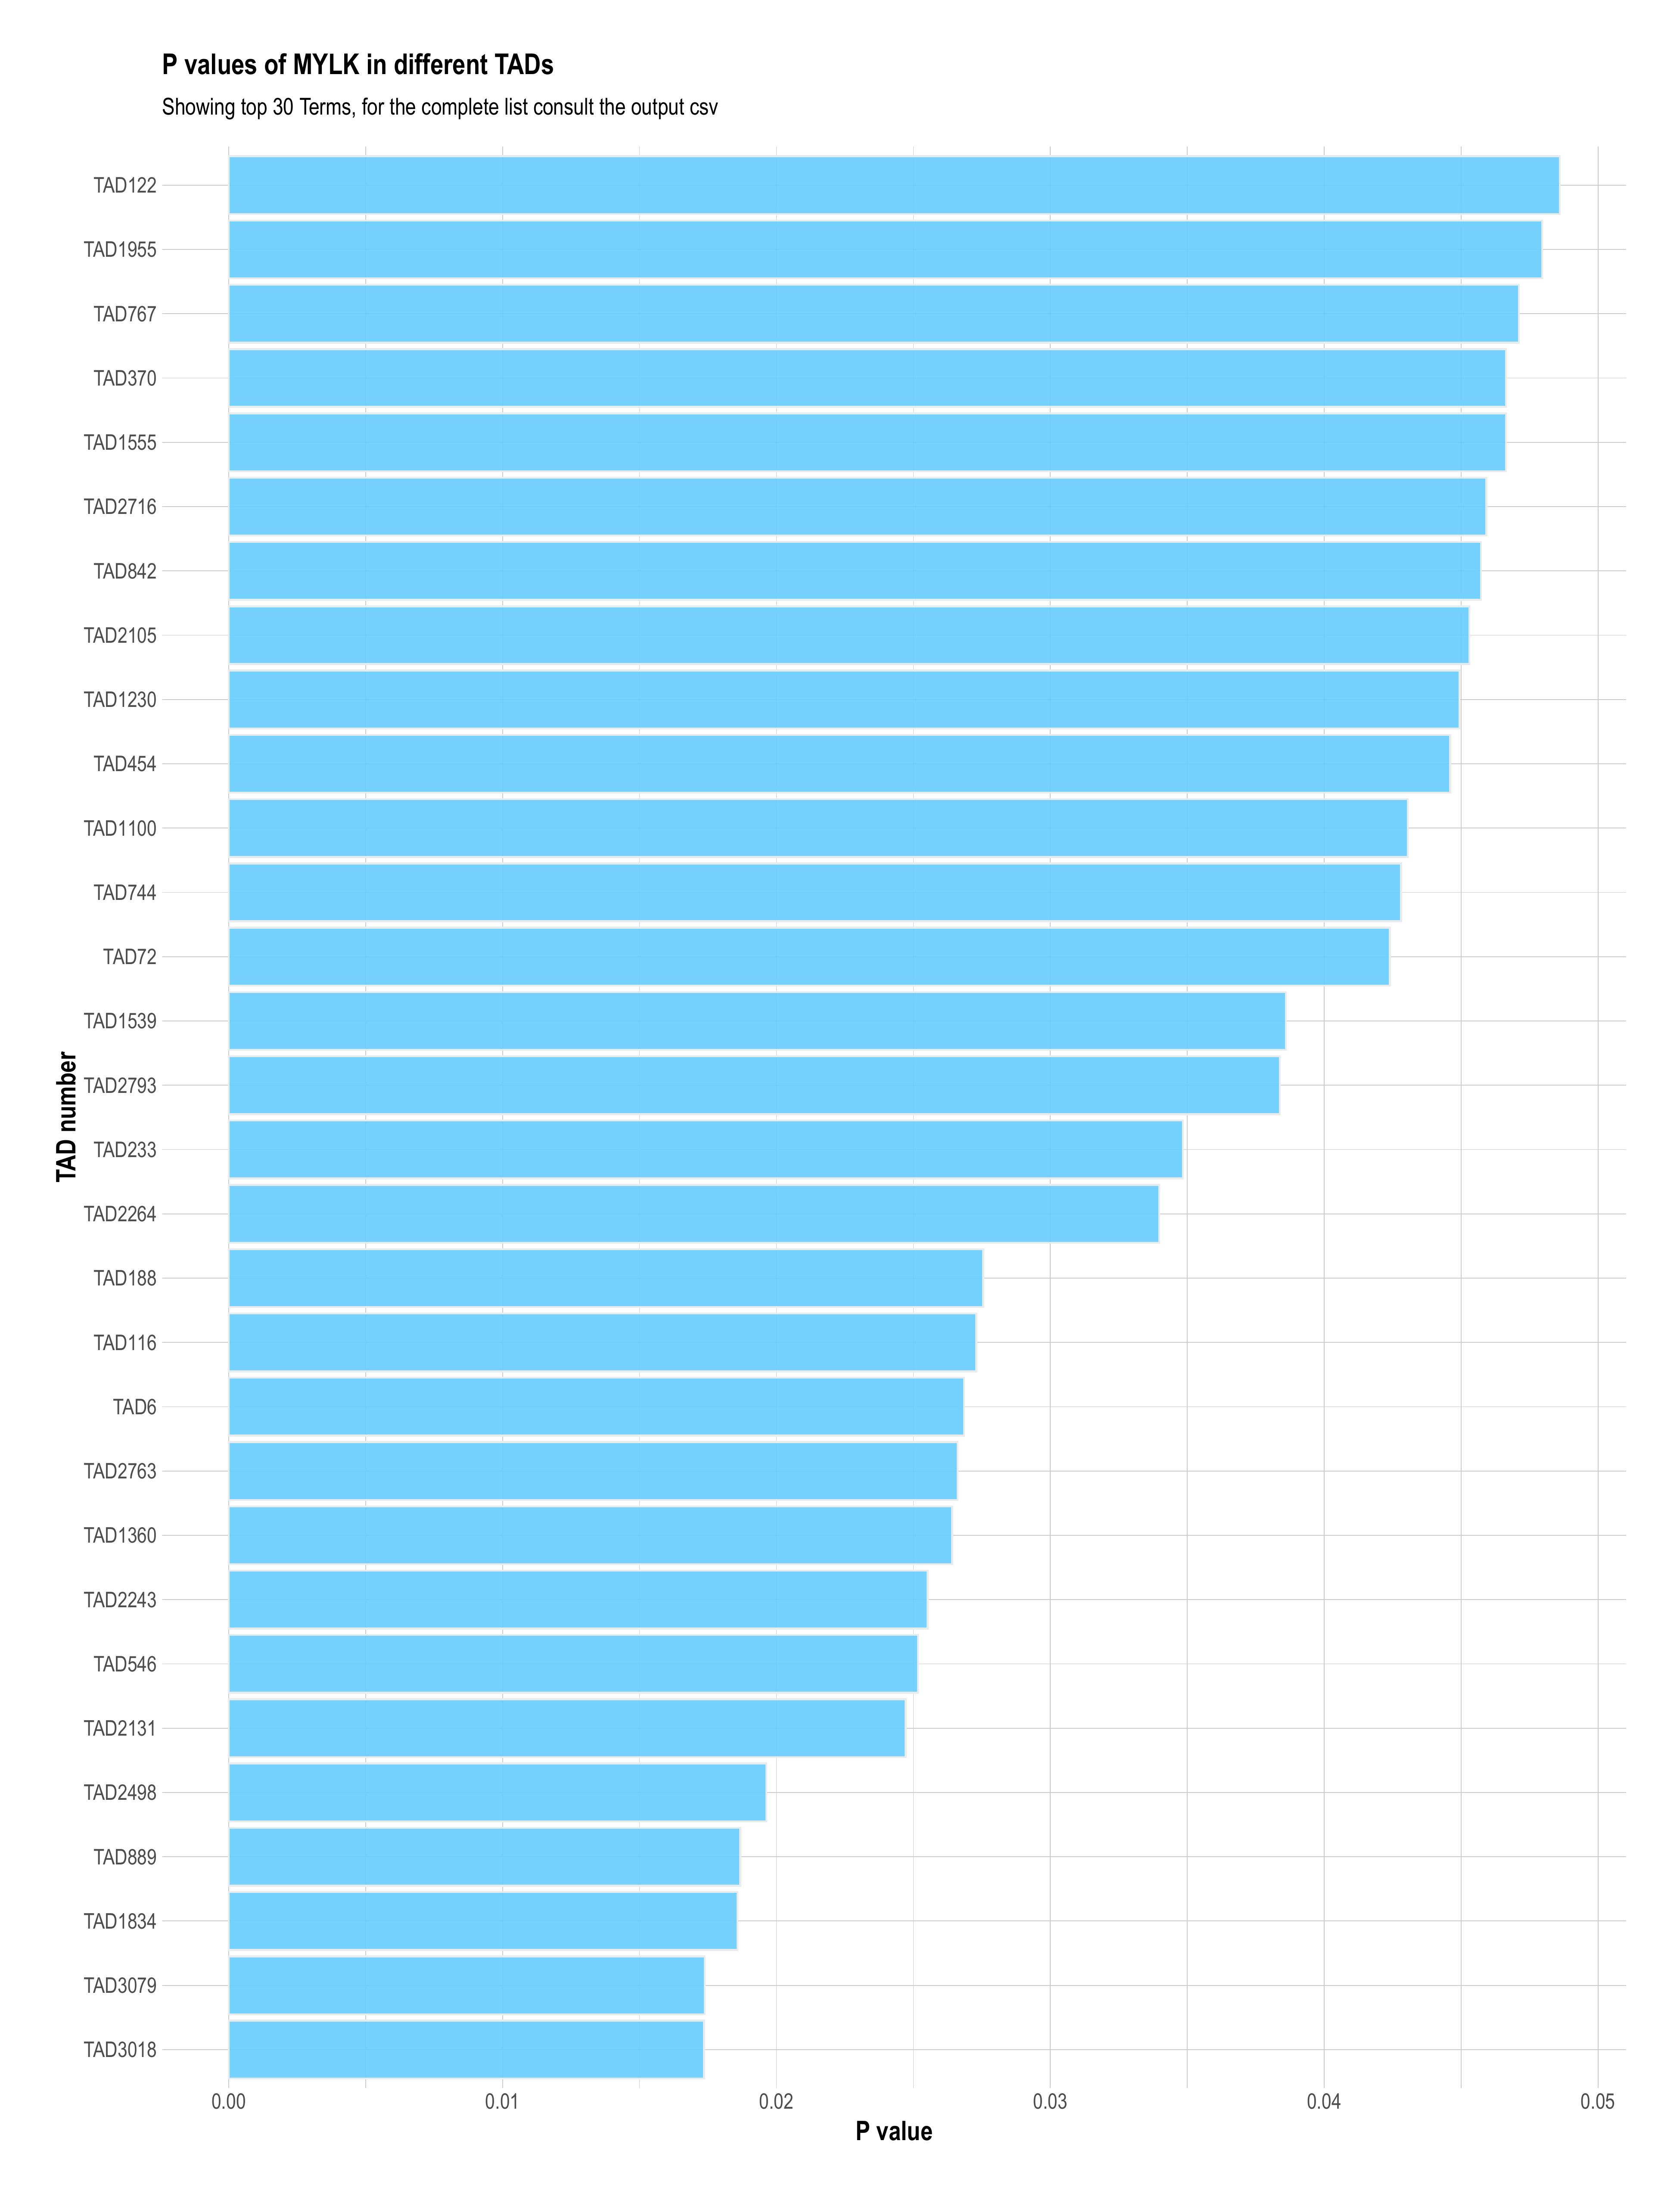 P values of MYLK in different TADs
Showing top 30 Terms, for the complete list consult the output csv
TAD122
TAD1955
TAD767
TAD370
TAD1555
TAD2716
TAD842
TAD2105
TAD1230
TAD454
TAD1100
TAD744
TAD72
TAD1539
TAD2793
TAD233
TAD2264
TAD188
TAD116
TAD6
TAD2763
TAD1360
TAD2243
TAD546
TAD2131
TAD2498
TAD889
TAD1834
TAD3079
TAD3018
TAD number
0.00 0.01 0.02 0.03 0.04 0.05
P value